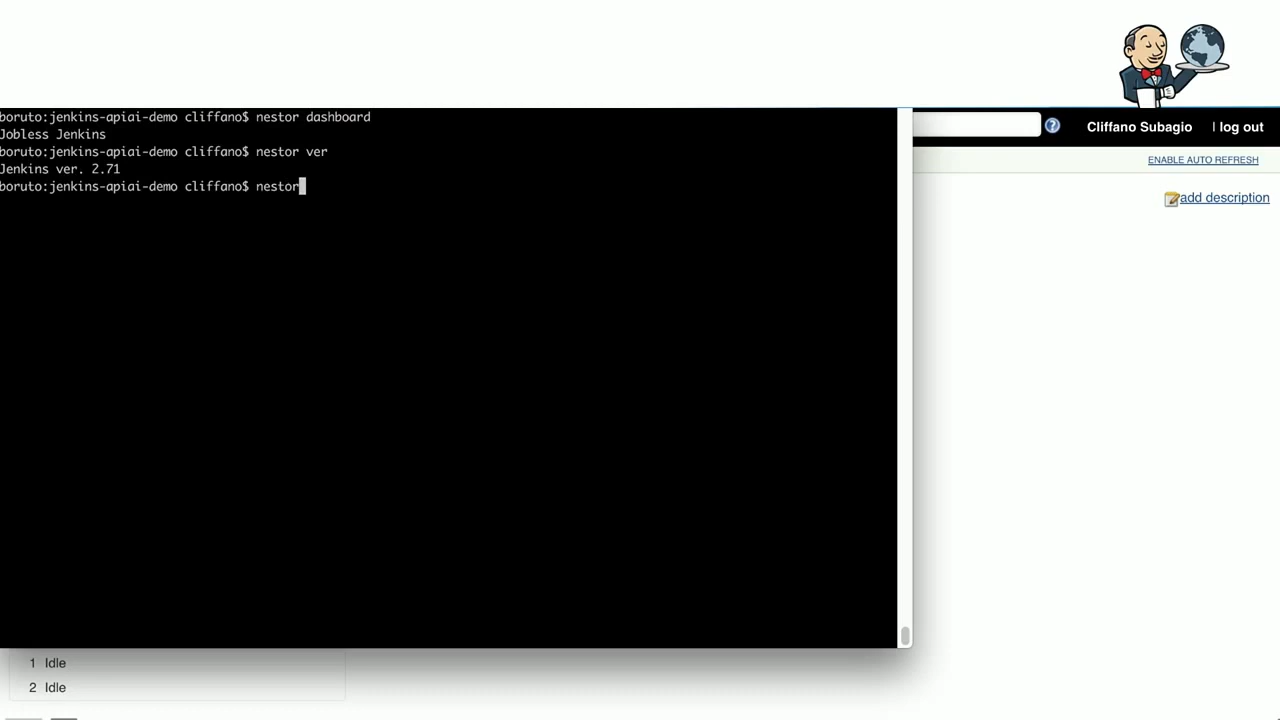 boruto:jenkins-apiai-demo cliffano$ nestor dashboard
Jobless Jenkins
boruto:jenkins-apiai-demo cliffano$ nestor ver
Jenkins ver. 2.71
boruto:jenkins-apiai-demo cliffano$ nestor
Cliffano Subagio | log out
ENABLE AUTO REFRESH
add description
1 Idle
2 Idle